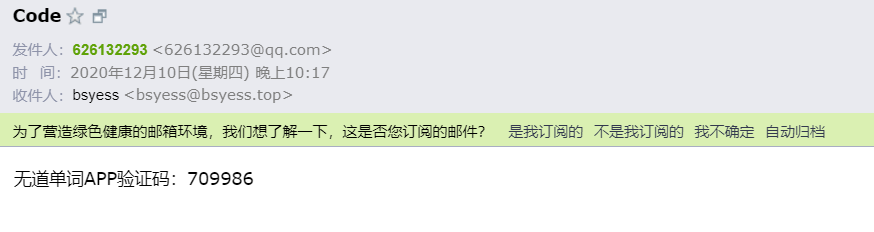 Code
发件人：626132293 <626132293@qq.com>
时 间：2020年12月10日(星期四) 晚上10:17
收件人：bsyess <bsyess@bsyess.top>
为了营造绿色健康的邮箱环境，我们想了解一下，这是否您订阅的邮件？ 是我订阅的 不是我订阅的 我不确定 自动归档
无道单词APP验证码：709986